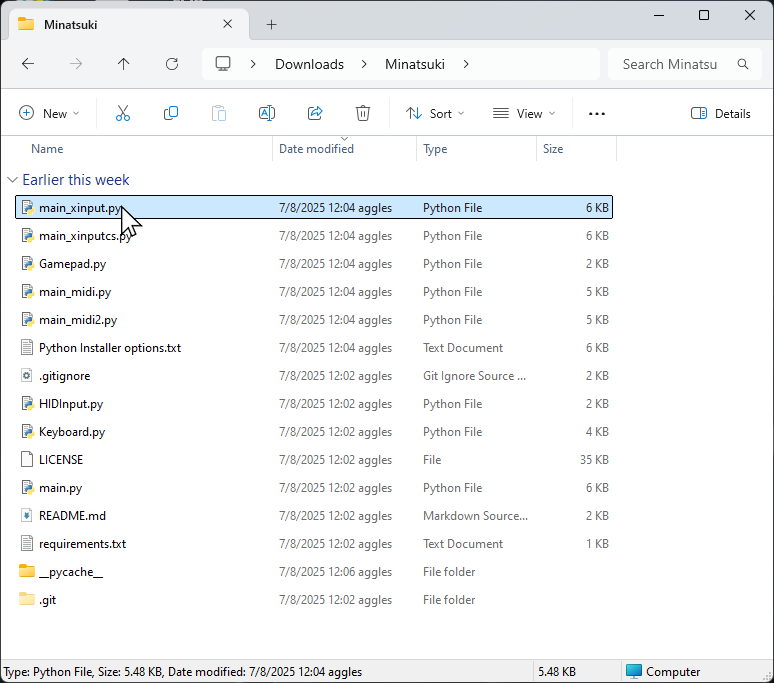 Minatsuki
Downloads Minatsuki Search Minatsu
New Sort View Details
Name Date modified Type Size
Earlier this week
main_xinput.py 7/8/2025 12:04 aggles Python File 6 KB
main_xinputcs.py 7/8/2025 12:04 aggles Python File 6 KB
Gamepad.py 7/8/2025 12:04 aggles Python File 2 KB
main_midi.py 7/8/2025 12:04 aggles Python File 5 KB
main_midi2.py 7/8/2025 12:04 aggles Python File 5 KB
Python Installer options.txt 7/8/2025 12:04 aggles Text Document 6 KB
.gitignore 7/8/2025 12:02 aggles Git Ignore Source ... 2 KB
HIDInput.py 7/8/2025 12:02 aggles Python File 2 KB
Keyboard.py 7/8/2025 12:02 aggles Python File 4 KB
LICENSE 7/8/2025 12:02 aggles File 35 KB
main.py 7/8/2025 12:02 aggles Python File 6 KB
README.md 7/8/2025 12:02 aggles Markdown Source... 2 KB
requirements.txt 7/8/2025 12:02 aggles Text Document 1 KB
__pycache__ 7/8/2025 12:06 aggles File folder
.git 7/8/2025 12:02 aggles File folder
Type: Python File, Size: 5.48 KB, Date modified: 7/8/2025 12:04 aggles 5.48 KB Computer